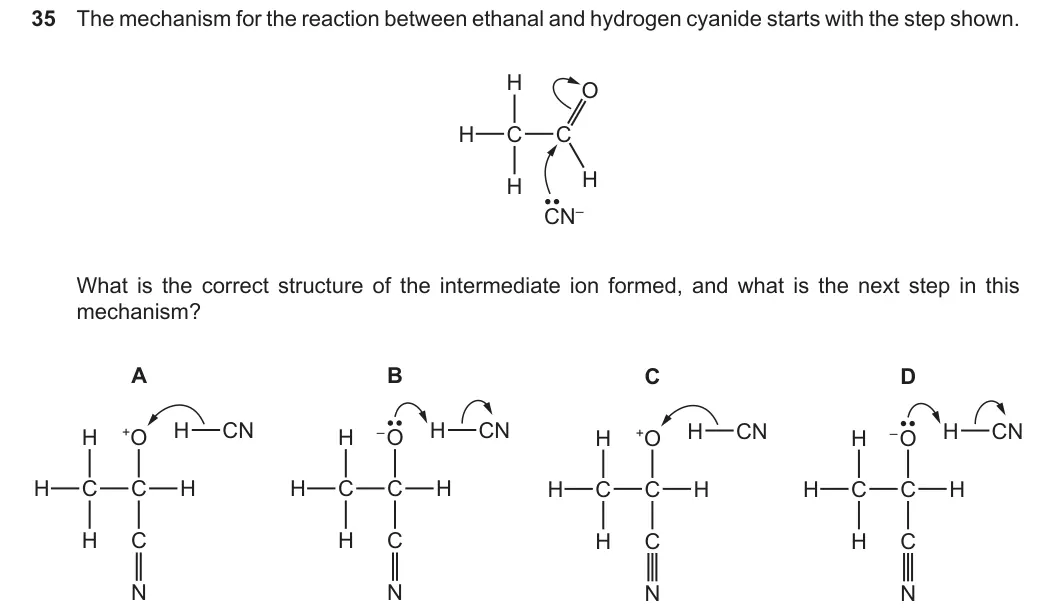 35 The mechanism for the reaction between ethanal and hydrogen cyanide starts with the step shown.
H O
H C C
H H
CN–
What is the correct structure of the intermediate ion formed, and what is the next step in this
mechanism?
A B C D
H +O H CN H –O H CN H +O H CN H –O H CN
H C C H H C C H H C C H H C C H
H C H C H C H C
N N N N